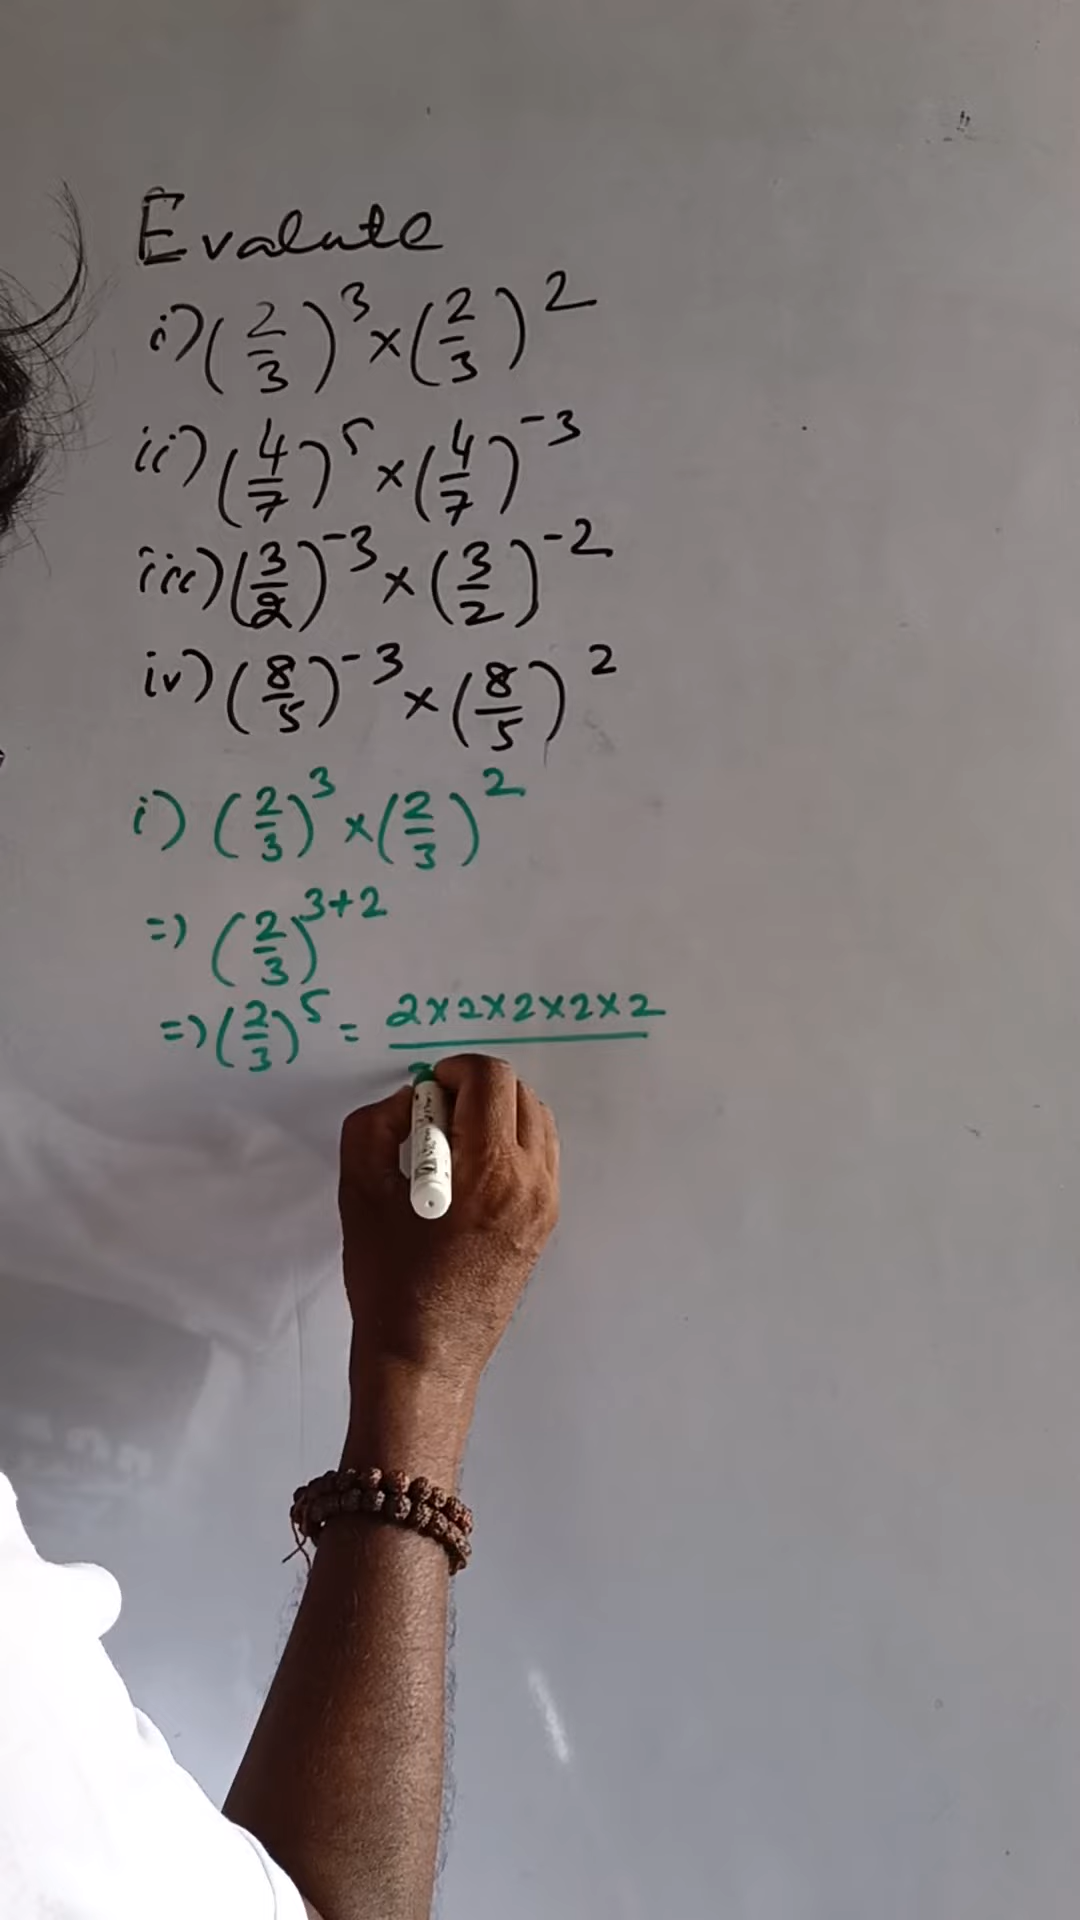 Evaluate
i) (2/3)^3 × (2/3)^2
ii) (4/7)^5 × (4/7)^-3
iii) (3/2)^-3 × (3/2)^-2
iv) (8/5)^-3 × (8/5)^2
i) (2/3)^3 × (2/3)^2
=> (2/3)^3+2
=> (2/3)^5 = 2×2×2×2×2